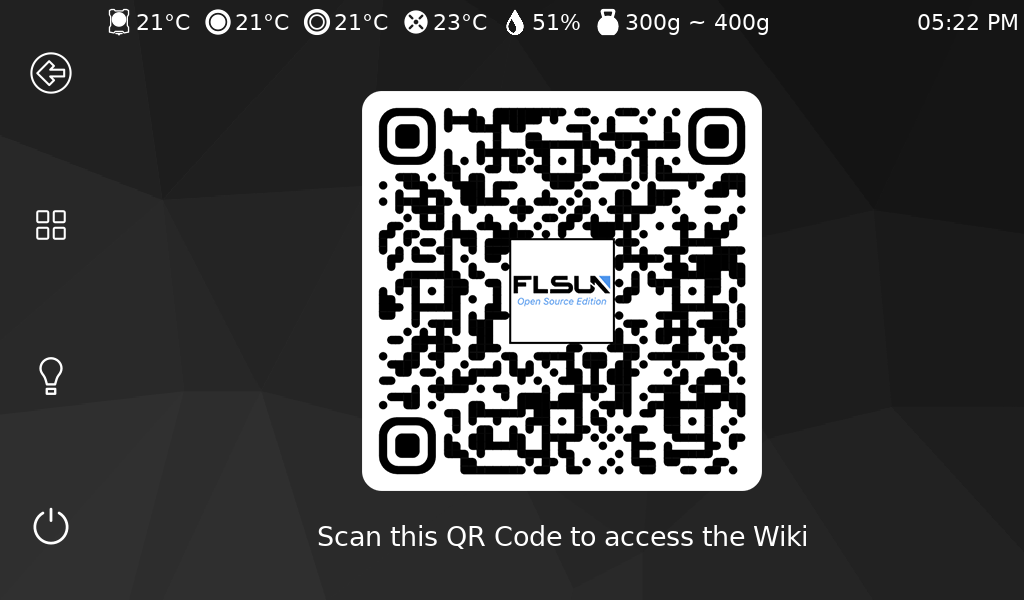 21°C 21°C 21°C 23°C 51% 300g ~ 400g 05:22 PM
FLSUN
Open Source Edition
Scan this QR Code to access the Wiki